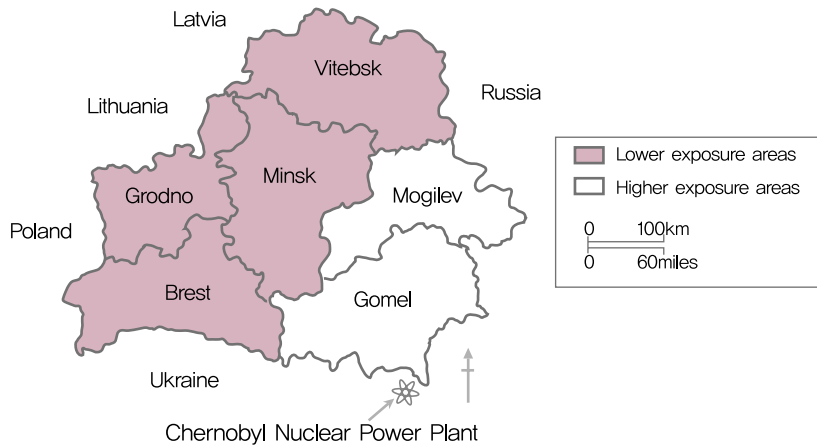 Latvia
Vitebsk
Russia
Lithuania
Lower exposure areas
Higher exposure areas
Minsk
Grodno
Mogilev
Poland
0 100km
0 60miles
Brest
Gomel
Ukraine
Chernobyl Nuclear Power Plant